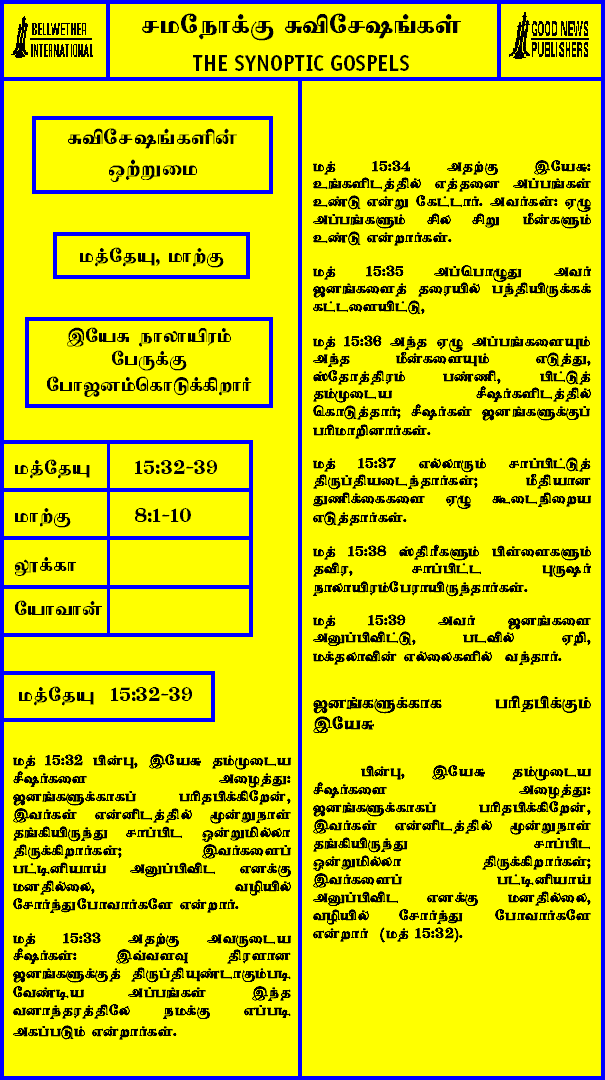 BELLWETHER
INTERNATIONAL
சமநோக்கு சுவிசேஷங்கள்
THE SYNOPTIC GOSPELS
GOOD NEWS
PUBLISHERS
சுவிசேஷங்களின்
ஒற்றுமை
மத்தேயு, மாற்கு
இயேசு நாலாயிரம்
பேருக்கு
போஜனம்கொடுக்கிறார்
மத்தேயு 15:32-39
மாற்கு 8:1-10
லூக்கா
யோவான்
மத்தேயு 15:32-39
மத் 15:32 பின்பு, இயேசு தம்முடைய
சீஷர்களை அழைத்து:
ஜனங்களுக்காகப் பரிதபிக்கிறேன்,
இவர்கள் என்னிடத்தில் மூன்றுநாள்
தங்கியிருந்து சாப்பிட ஒன்றுமில்லா
திருக்கிறார்கள்; இவர்களைப்
பட்டினியாய் அனுப்பிவிட எனக்கு
மனதில்லை, வழியில்
சோர்ந்துபோவார்களே என்றார்.
மத் 15:33 அதற்கு அவருடைய
சீஷர்கள்: இவ்வளவு திரளான
ஜனங்களுக்குத் திருப்தியுண்டாகும்படி
வேண்டிய அப்பங்கள் இந்த
வனாந்தரத்திலே நமக்கு எப்படி
அகப்படும் என்றார்கள்.
மத் 15:34 அதற்கு இயேசு:
உங்களிடத்தில் எத்தனை அப்பங்கள்
உண்டு என்று கேட்டார். அவர்கள்: ஏழு
அப்பங்களும் சில சிறு மீன்களும்
உண்டு என்றார்கள்.
மத் 15:35 அப்பொழுது அவர்
ஜனங்களைத் தரையில் பந்தியிருக்கக்
கட்டளையிட்டு,
மத் 15:36 அந்த ஏழு அப்பங்களையும்
அந்த மீன்களையும் எடுத்து,
ஸ்தோத்திரம் பண்ணி, பிட்டுத்
தம்முடைய சீஷர்களிடத்தில்
கொடுத்தார்; சீஷர்கள் ஜனங்களுக்குப்
பரிமாறினார்கள்.
மத் 15:37 எல்லாரும் சாப்பிட்டுத்
திருப்தியடைந்தார்கள்; மீதியான
துணிக்கைகளை ஏழு கூடைநிறைய
எடுத்தார்கள்.
மத் 15:38 ஸ்திரீகளும் பிள்ளைகளும்
தவிர, சாப்பிட்ட புருஷர்
நாலாயிரம்பேராயிருந்தார்கள்.
மத் 15:39 அவர் ஜனங்களை
அனுப்பிவிட்டு, படவில் ஏறி,
மக்தலாவின் எல்லைகளில் வந்தார்.
ஜனங்களுக்காக பரிதபிக்கும்
இயேசு
பின்பு, இயேசு தம்முடைய
சீஷர்களை அழைத்து:
ஜனங்களுக்காகப் பரிதபிக்கிறேன்,
இவர்கள் என்னிடத்தில் மூன்றுநாள்
தங்கியிருந்து சாப்பிட
ஒன்றுமில்லா திருக்கிறார்கள்;
இவர்களைப் பட்டினியாய்
அனுப்பிவிட எனக்கு மனதில்லை,
வழியில் சோர்ந்து போவார்களே
என்றார் (மத் 15:32).